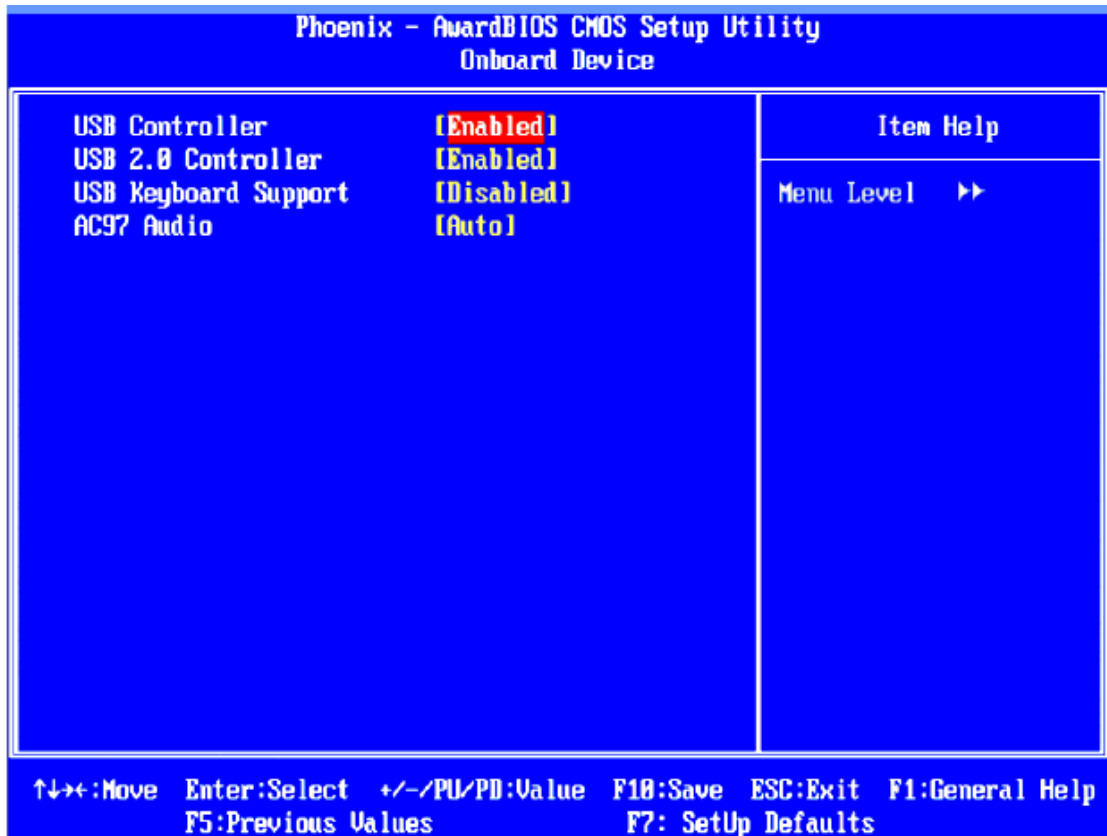 Phoenix - AwardBIOS CMOS Setup Utility
Onboard Device
USB Controller [Enabled]
USB 2.0 Controller [Enabled]
USB Keyboard Support [Disabled]
AC97 Audio [Auto]
Item Help
Menu Level ▸▸
↑↓→←:Move Enter:Select +/-/PU/PD:Value F10:Save ESC:Exit F1:General Help
F5:Previous Values F7: SetUp Defaults